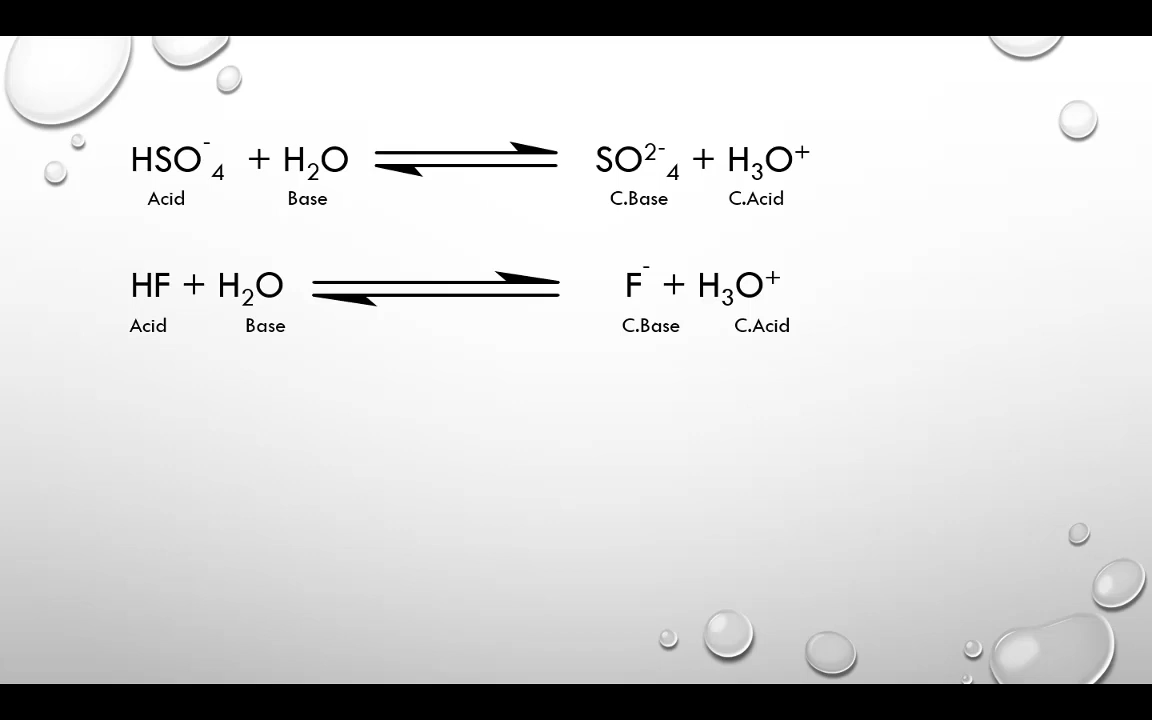 HSO⁻₄ + H₂O ⇌ SO²⁻₄ + H₃O⁺
Acid Base C.Base C.Acid
HF + H₂O ⇌ F⁻ + H₃O⁺
Acid Base C.Base C.Acid